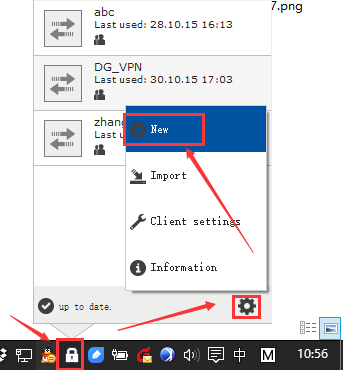 7.png
abc
Last used: 28.10.15 16:13
DG_VPN
Last used: 30.10.15 17:03
zhang
Last u
New
Import
Client settings
Information
up to date.
中
M
10:56